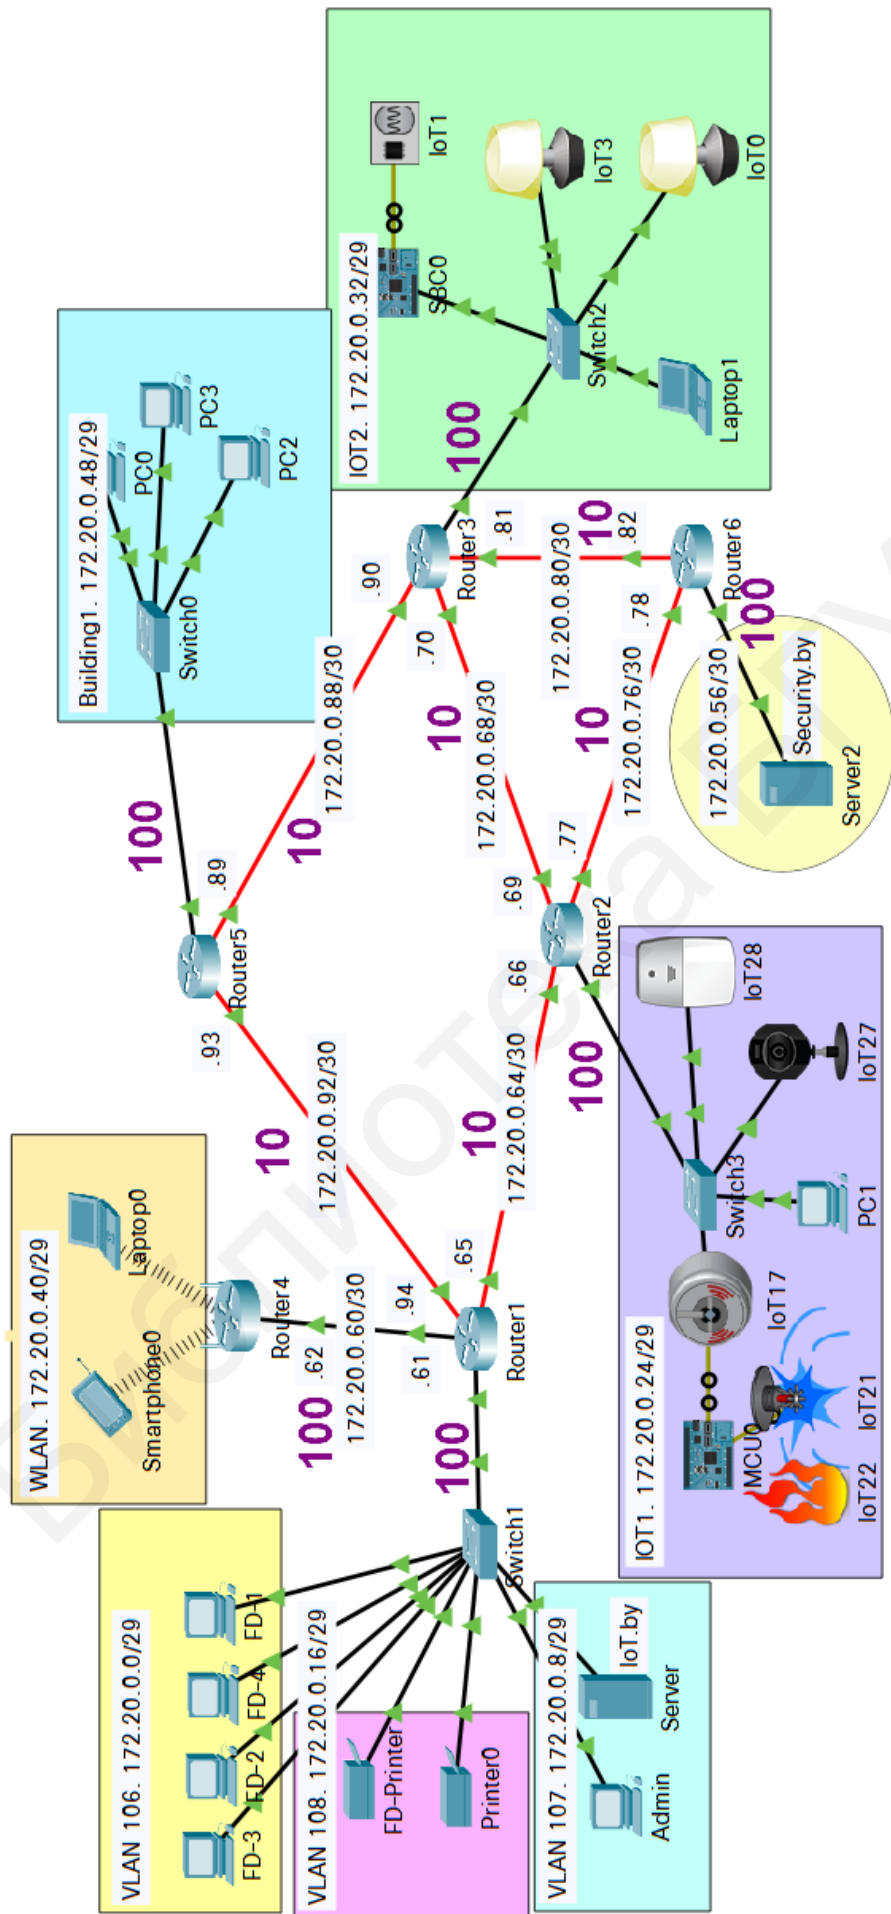 VLAN 106. 172.20.0.0/29
FD-3
FD-2
FD-4
FD-1
VLAN 108. 172.20.0.16/29
FD-Printer
Printer0
VLAN 107. 172.20.0.8/29
Admin
IoT.by
Server
Switch1
100
WLAN. 172.20.0.40/29
Smartphone0
Laptop0
Router4
.62
100
172.20.0.60/30
.61
.94
Router1
.65
10
172.20.0.92/30
.93
Router5
.89
100
Building1. 172.20.0.48/29
Switch0
PC0
PC3
PC2
10
172.20.0.88/30
.90
Router3
.70
.81
10
172.20.0.68/30
.69
10
172.20.0.64/30
.66
Router2
.77
100
10
172.20.0.76/30
.78
172.20.0.80/30
10
.82
Router6
100
172.20.0.56/30
Security.by
Server2
100
IOT2. 172.20.0.32/29
SBC0
IoT1
IoT3
IoT0
Switch2
Laptop1
IOT1. 172.20.0.24/29
MCU0
IoT17
IoT22
IoT21
Switch3
PC1
IoT28
IoT27
Библиотека БГУ